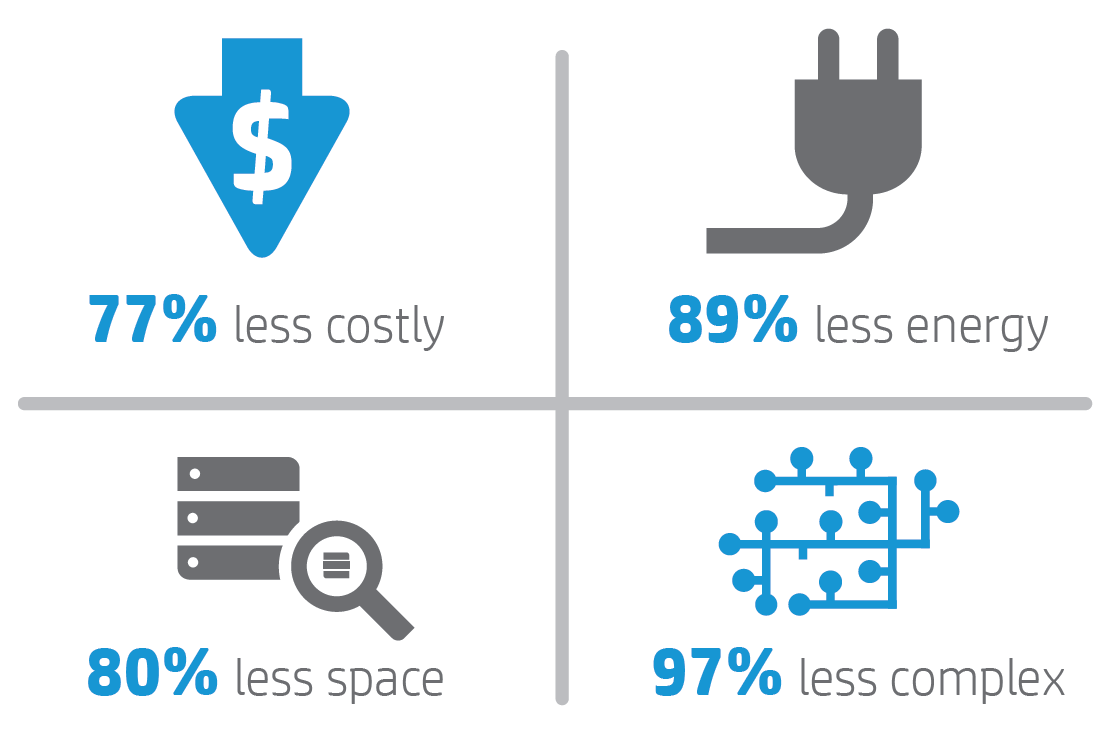 $
77% less costly
89% less energy
80% less space
97% less complex